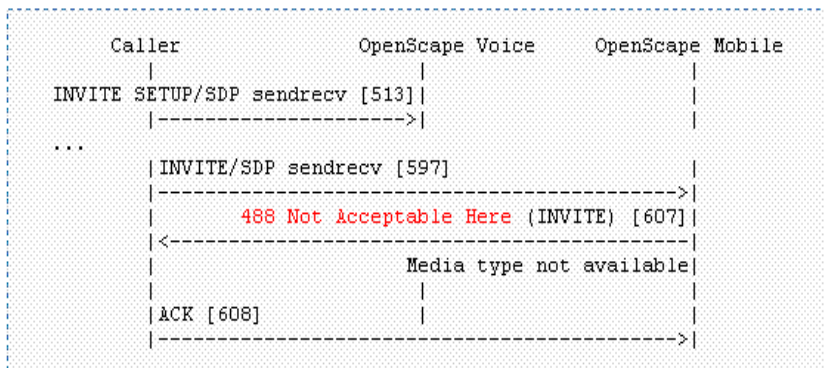 Caller OpenScape Voice OpenScape Mobile
INVITE SETUP/SDP sendrecv [513]|
|--------------------->|
...
|INVITE/SDP sendrecv [597] |
|-------------------------------------------->|
| 488 Not Acceptable Here (INVITE) [607]|
|<--------------------------------------------|
| Media type not available|
|ACK [608] | |
|-------------------------------------------->|